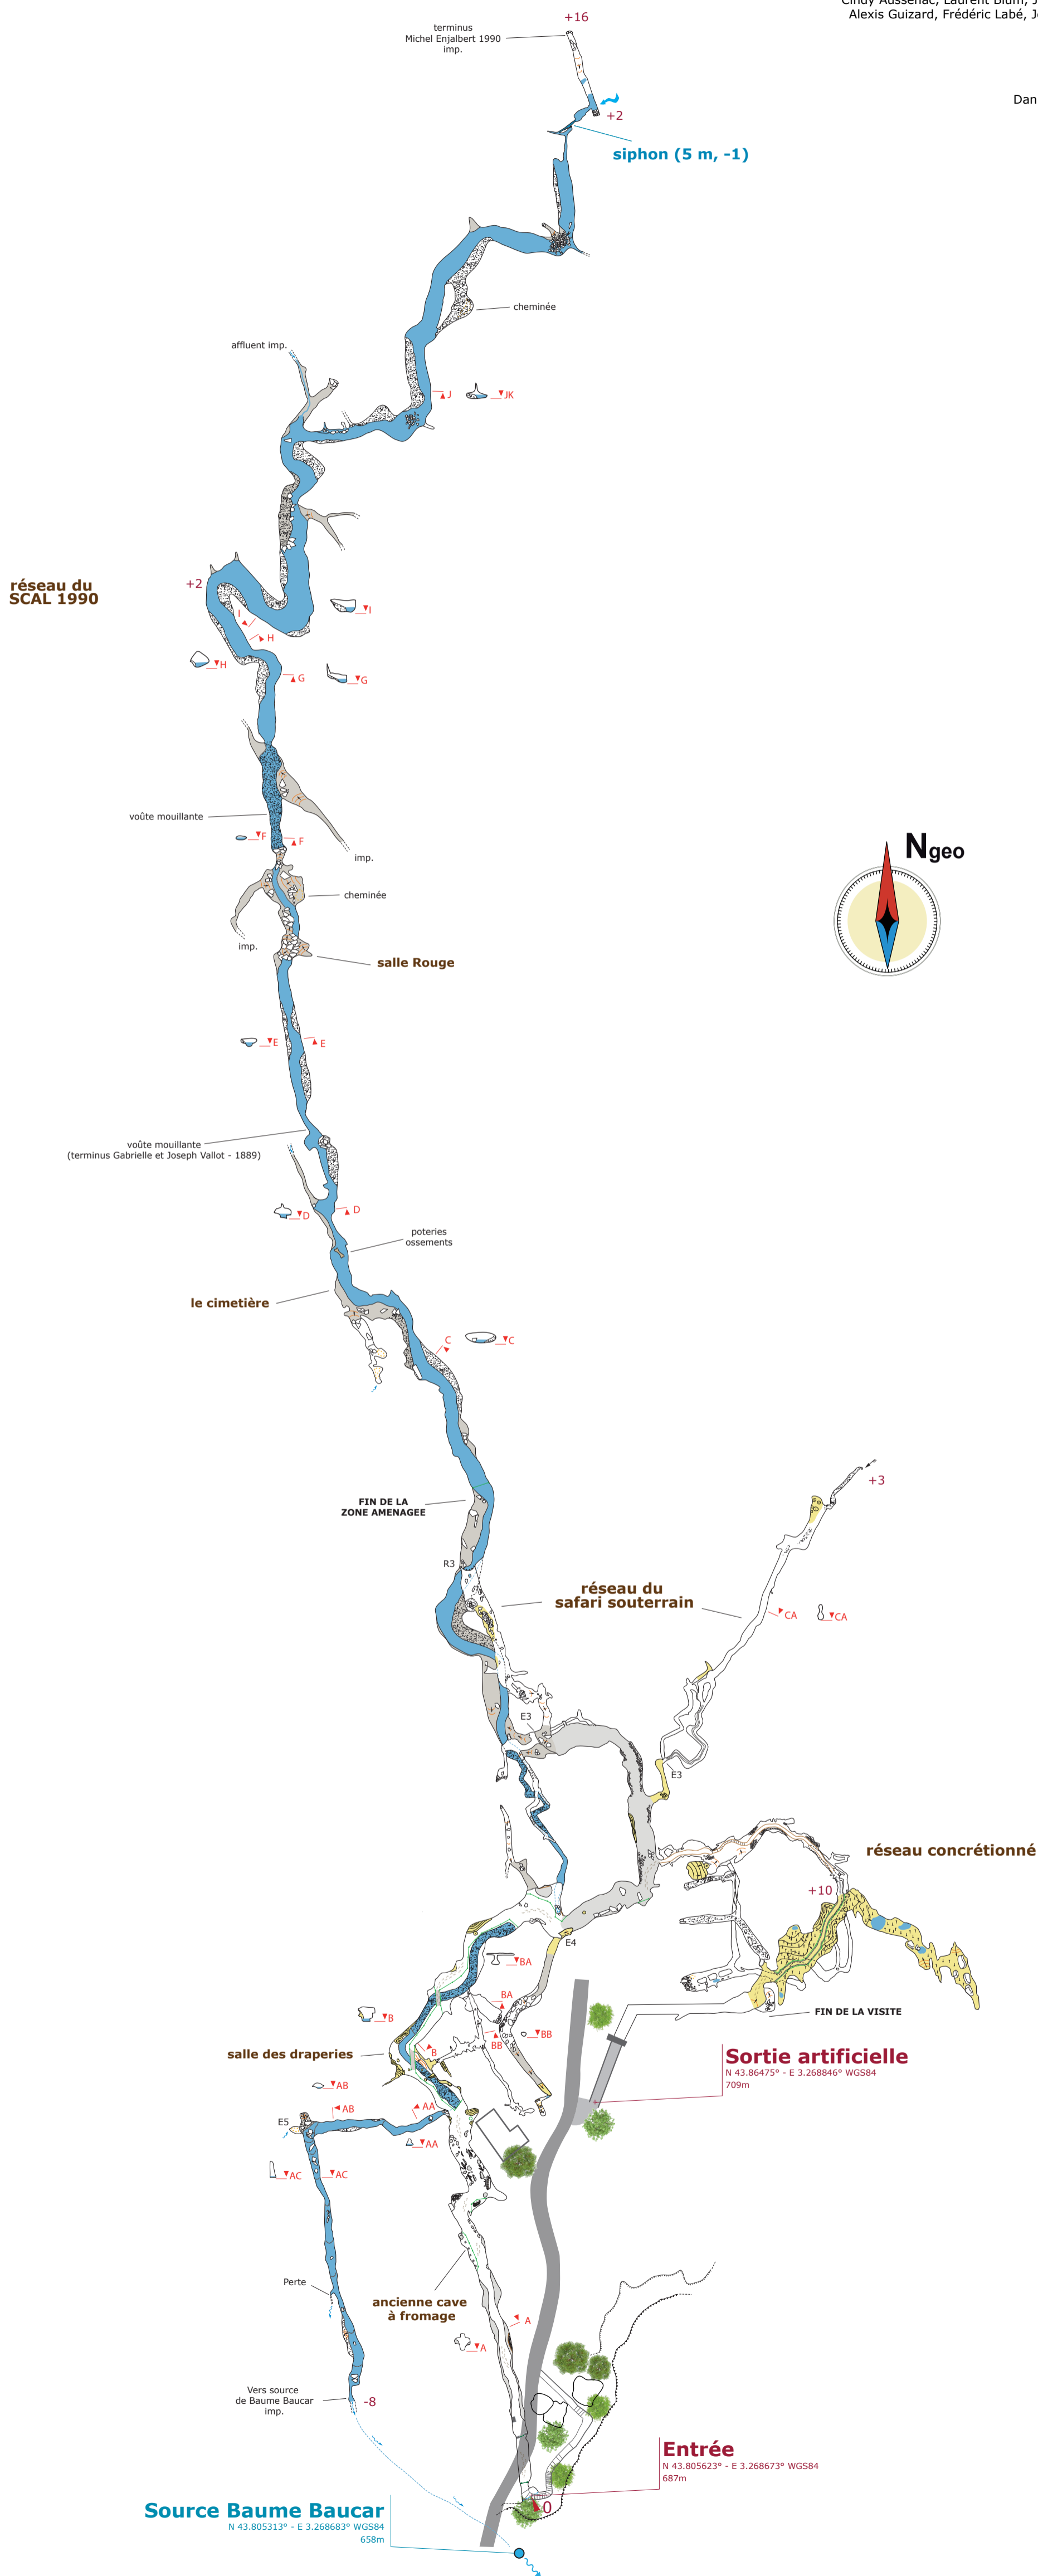 Alexis Guizard, Frédéric Labé,
+16
terminus
Michel Enjalbert 1990
imp.
Dan
+2
siphon (5 m, -1)
cheminée
affluent imp.
J
JK
réseau du
SCAL 1990
+2
I
I
H
H
G
G
voûte mouillante
F
F
imp.
Ngeo
cheminée
imp.
salle Rouge
E
E
voûte mouillante
(terminus Gabrielle et Joseph Vallot - 1889)
D
D
poteries
ossements
le cimetière
C
C
+3
FIN DE LA
ZONE AMENAGEE
R3
réseau du
safari souterrain
CA
CA
E3
E3
réseau concrétionné
+10
E4
BA
BA
FIN DE LA VISITE
B
BB
BB
B
salle des draperies
Sortie artificielle
N 43.86475° - E 3.268846° WGS84
709m
AB
AB
AA
E5
AA
AC
AC
Perte
ancienne cave
à fromage
A
A
Vers source
de Baume Baucar
imp.
-8
Entrée
N 43.805623° - E 3.268673° WGS84
687m
0
Source Baume Baucar
N 43.805313° - E 3.268683° WGS84
658m